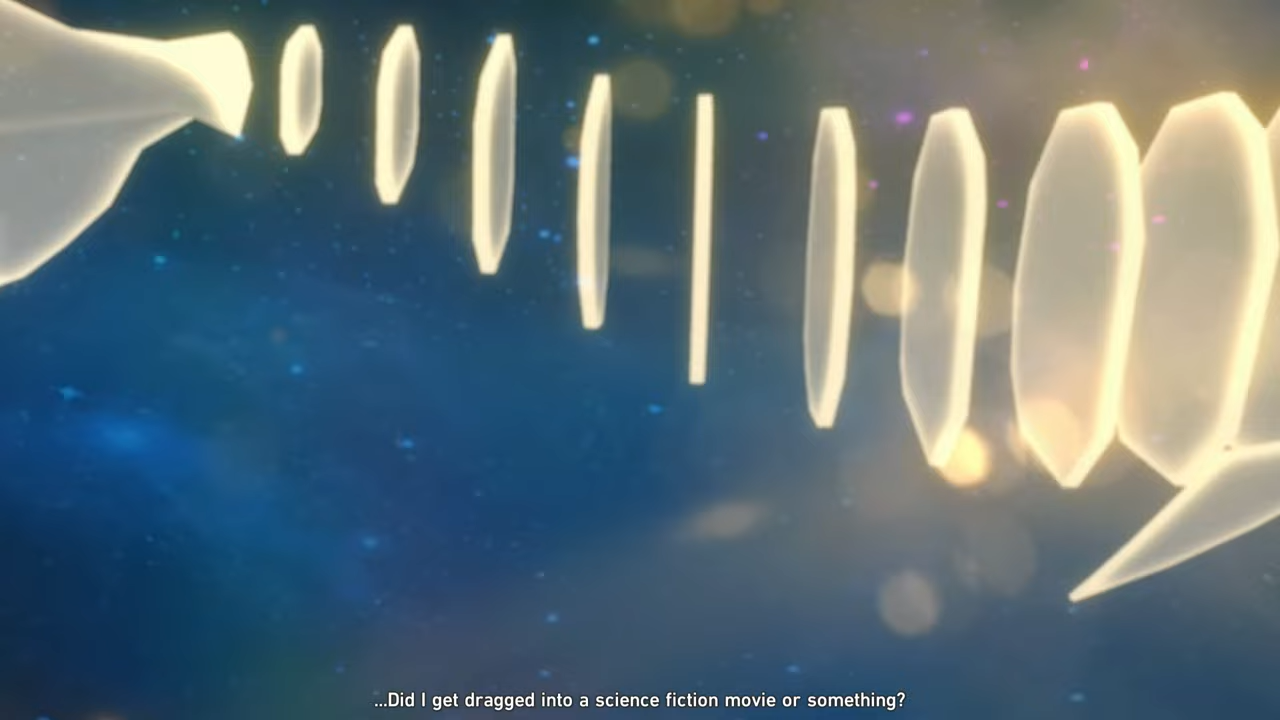 ...Did I get dragged into a science fiction movie or something?